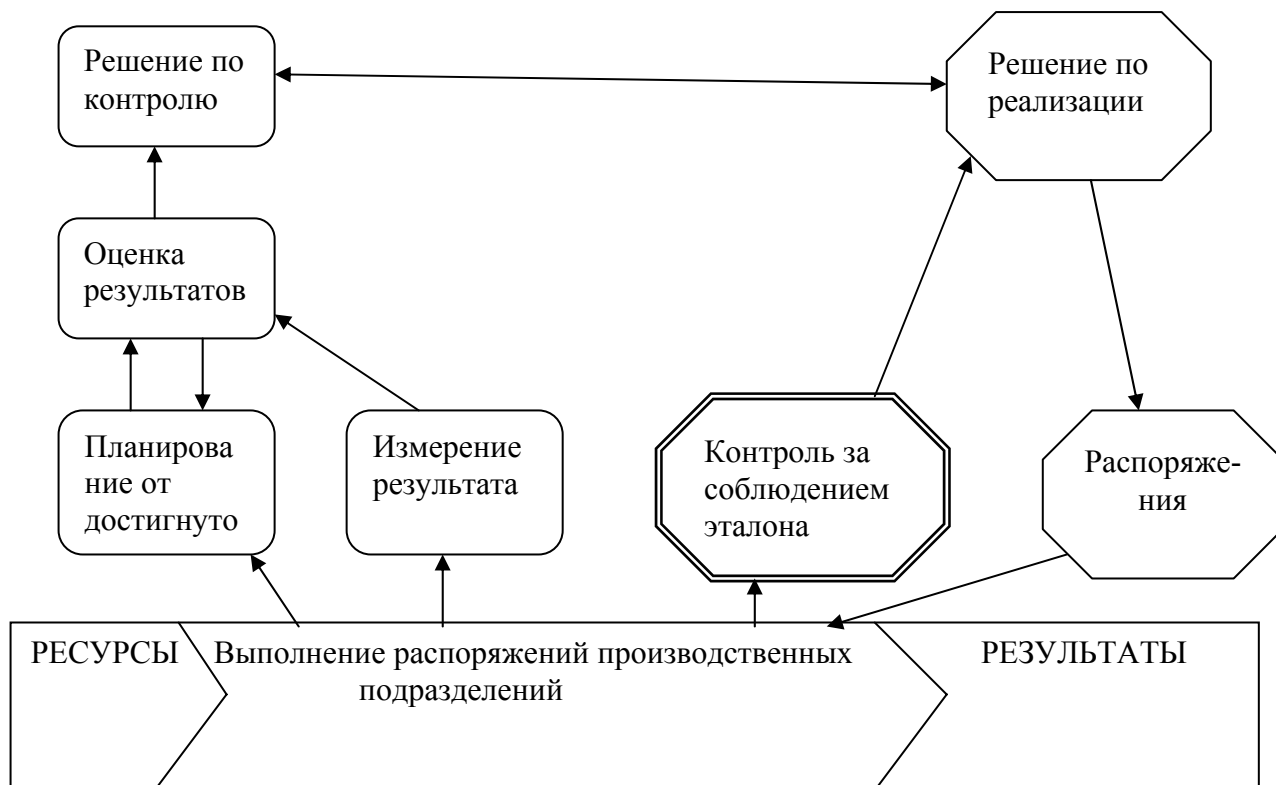 Решение по
контролю
Решение по
реализации
Оценка
результатов
Планирова
ние от
достигнуто
Измерение
результата
Контроль за
соблюдением
эталона
Распоряже-
ния
РЕСУРСЫ
Выполнение распоряжений производственных
подразделений
РЕЗУЛЬТАТЫ